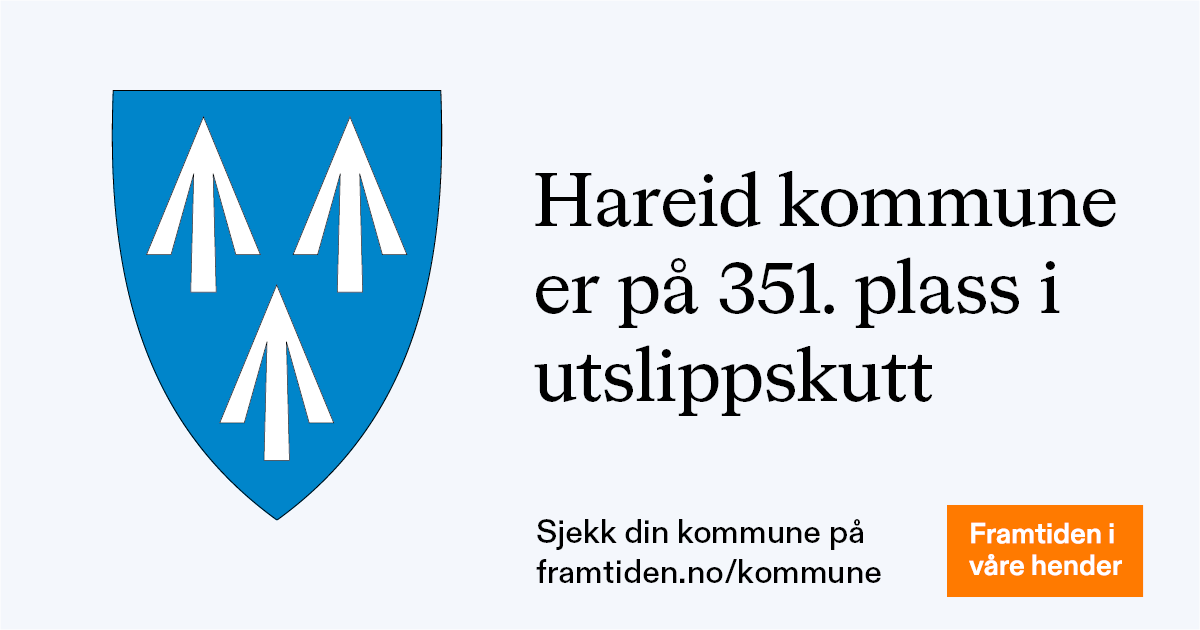 Hareid kommune
er på 351. plass i
utslippskutt
Sjekk din kommune på
framtiden.no/kommune
Framtiden i
våre hender